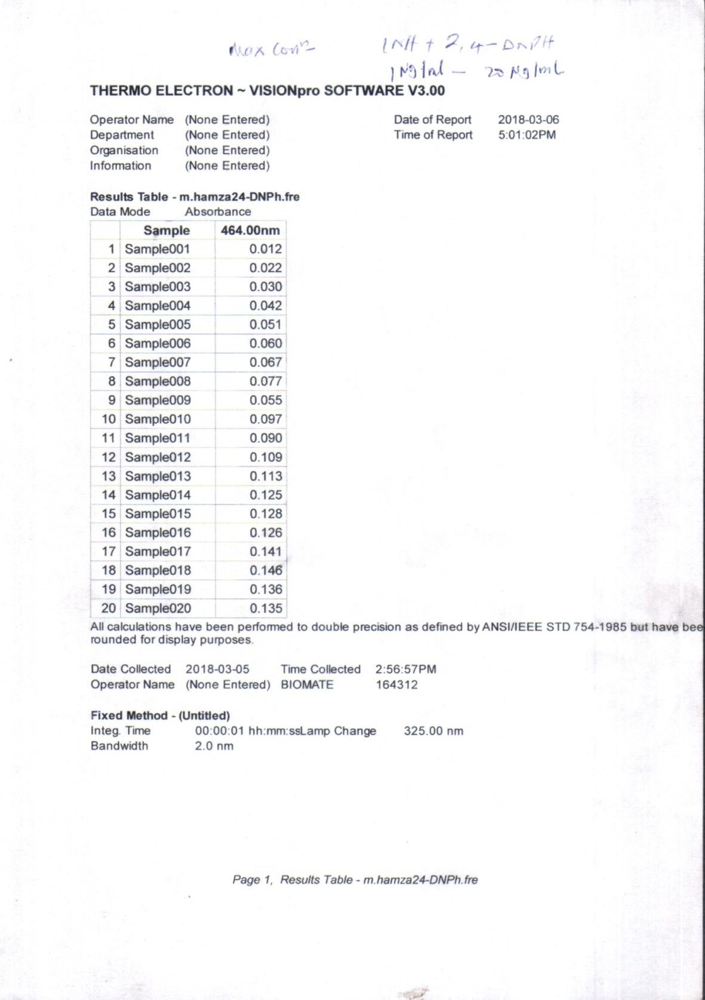 Max Conⁿ
INH + 2,4-DNPH
1 μg/ml — 20 μg/mL
THERMO ELECTRON ~ VISIONpro SOFTWARE V3.00
Operator Name (None Entered) Date of Report 2018-03-06
Department (None Entered) Time of Report 5:01:02PM
Organisation (None Entered)
Information (None Entered)
Results Table - m.hamza24-DNPh.fre
Data Mode Absorbance
Sample 464.00nm
1 Sample001 0.012
2 Sample002 0.022
3 Sample003 0.030
4 Sample004 0.042
5 Sample005 0.051
6 Sample006 0.060
7 Sample007 0.067
8 Sample008 0.077
9 Sample009 0.055
10 Sample010 0.097
11 Sample011 0.090
12 Sample012 0.109
13 Sample013 0.113
14 Sample014 0.125
15 Sample015 0.128
16 Sample016 0.126
17 Sample017 0.141
18 Sample018 0.146
19 Sample019 0.136
20 Sample020 0.135
All calculations have been performed to double precision as defined by ANSI/IEEE STD 754-1985 but have bee
rounded for display purposes.
Date Collected 2018-03-05 Time Collected 2:56:57PM
Operator Name (None Entered) BIOMATE 164312
Fixed Method - (Untitled)
Integ. Time 00:00:01 hh:mm:ssLamp Change 325.00 nm
Bandwidth 2.0 nm
Page 1, Results Table - m.hamza24-DNPh.fre